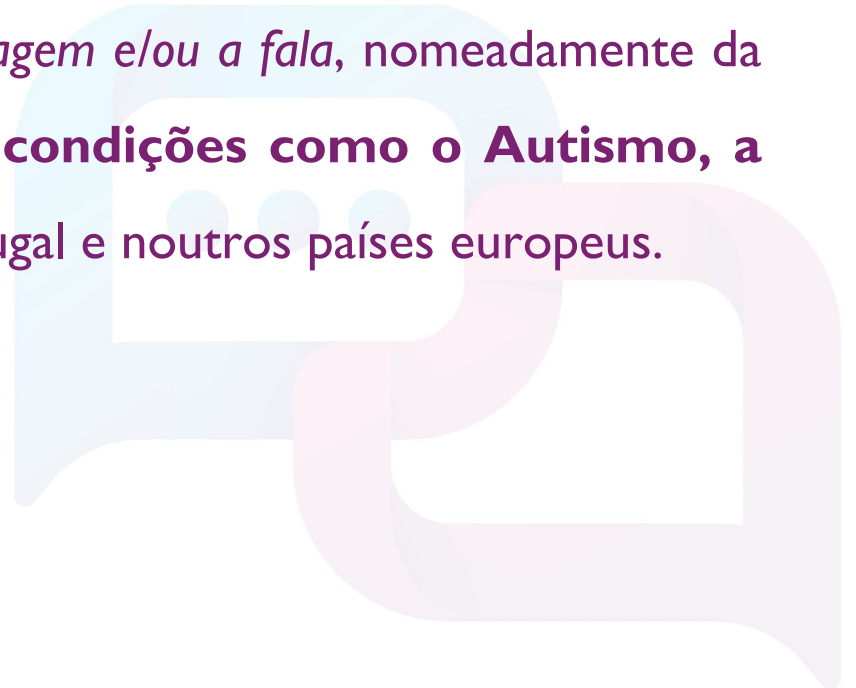 agem e/ou a fala, nomeadamente da
condições como o Autismo, a
ugal e noutros países europeus.